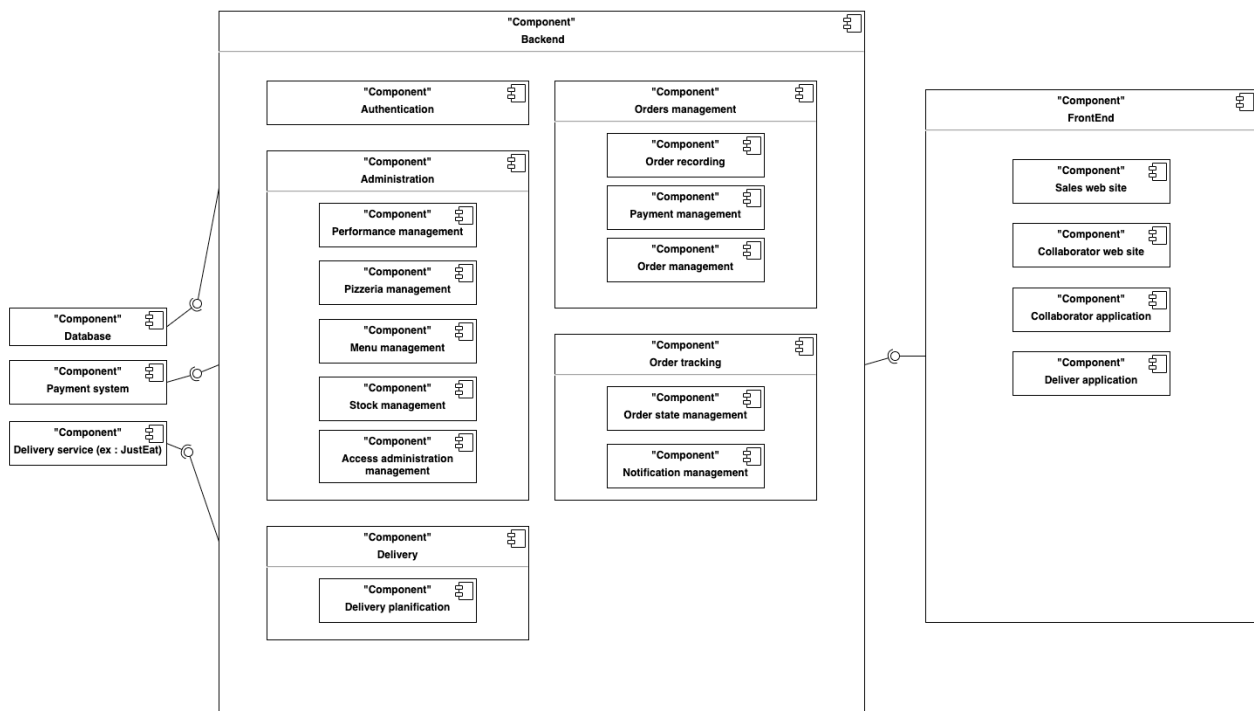 "Component"
Backend
"Component"
Authentication
"Component"
Administration
"Component"
Performance management
"Component"
Pizzeria management
"Component"
Menu management
"Component"
Stock management
"Component"
Access administration
management
"Component"
Delivery
"Component"
Delivery planification
"Component"
Orders management
"Component"
Order recording
"Component"
Payment management
"Component"
Order management
"Component"
Order tracking
"Component"
Order state management
"Component"
Notification management
"Component"
Database
"Component"
Payment system
"Component"
Delivery service (ex : JustEat)
"Component"
FrontEnd
"Component"
Sales web site
"Component"
Collaborator web site
"Component"
Collaborator application
"Component"
Deliver application